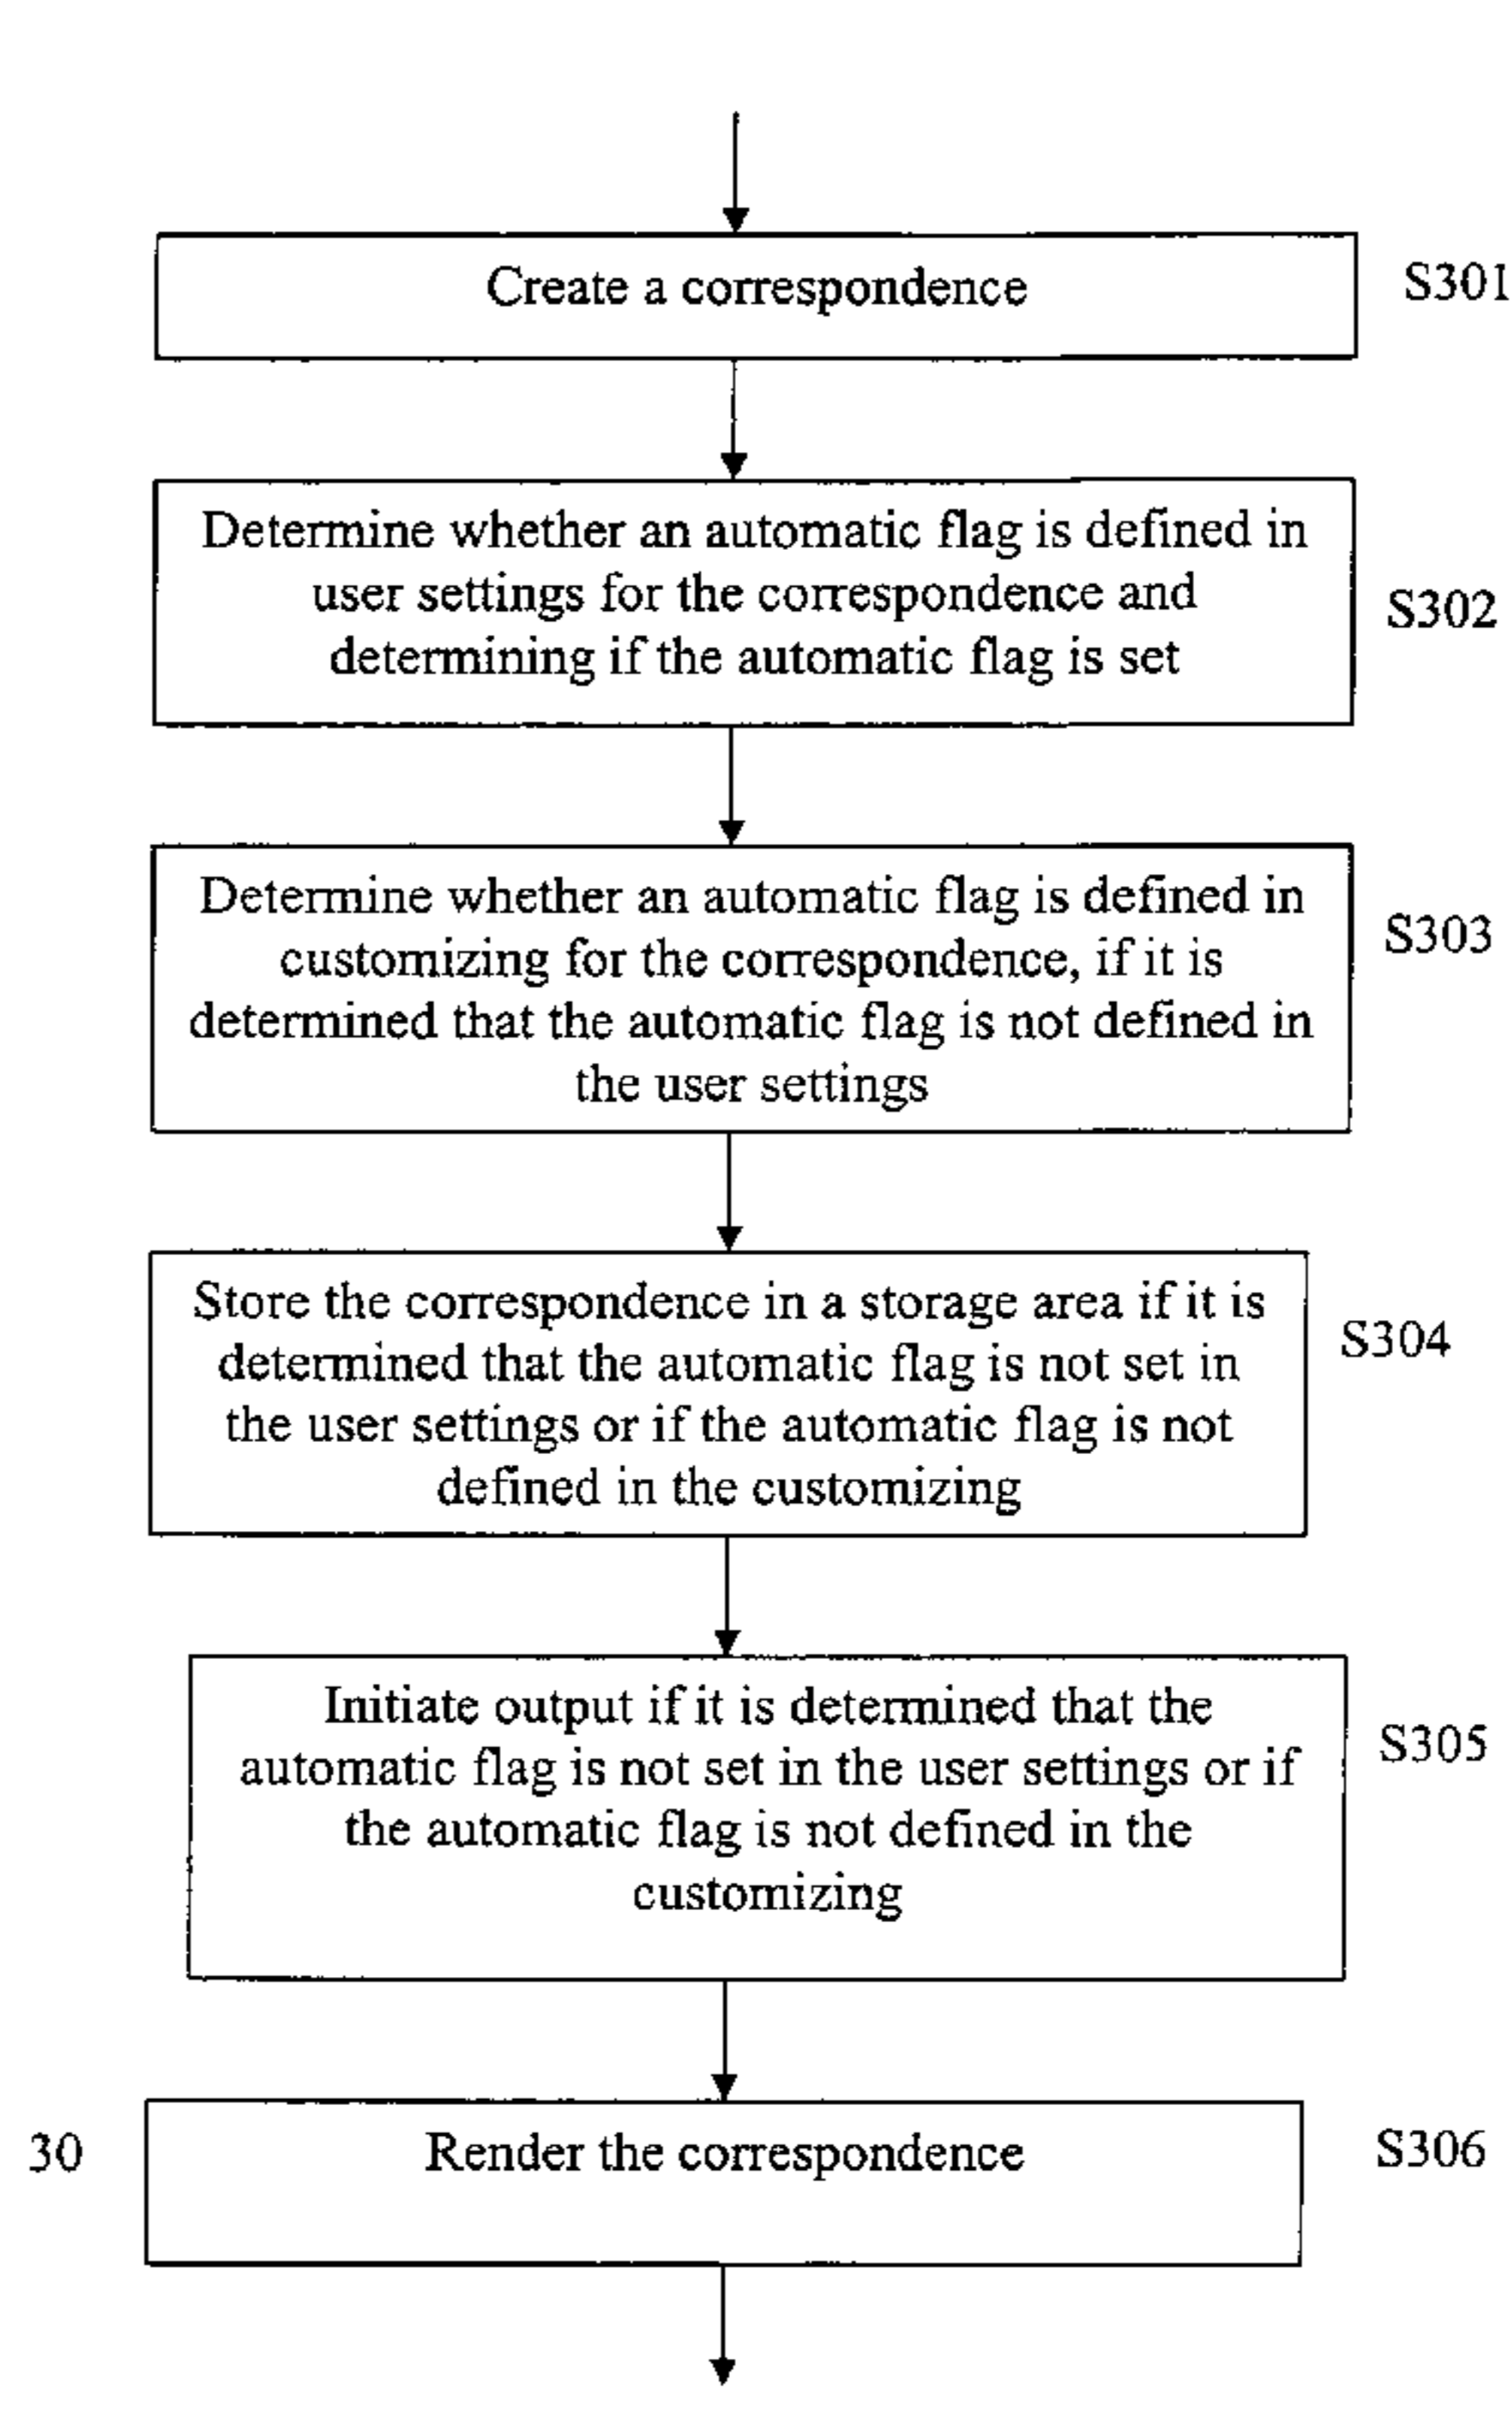 Create a correspondence
S301
Determine whether an automatic flag is defined in
user settings for the correspondence and
determining if the automatic flag is set
S302
Determine whether an automatic flag is defined in
customizing for the correspondence, if it is
determined that the automatic flag is not defined in
the user settings
S303
Store the correspondence in a storage area if it is
determined that the automatic flag is not set in
the user settings or if the automatic flag is not
defined in the customizing
S304
Initiate output if it is determined that the
automatic flag is not set in the user settings or if
the automatic flag is not defined in the
customizing
S305
30
Render the correspondence
S306